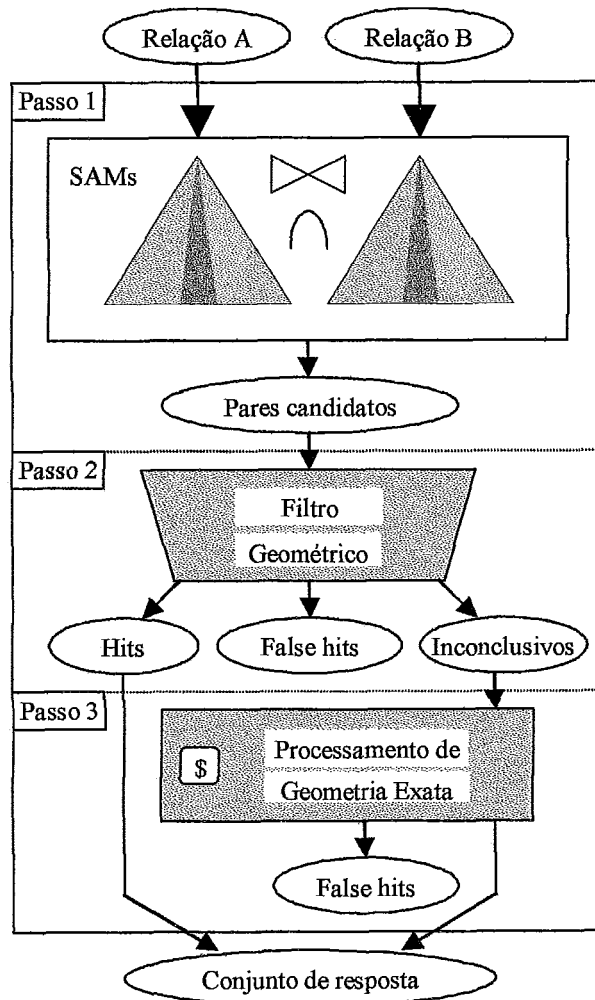 Relação A
Relação B
Passo 1
SAMs
Pares candidatos
Passo 2
Filtro
Geométrico
Hits
False hits
Inconclusivos
Passo 3
$
Processamento de
Geometria Exata
False hits
Conjunto de resposta